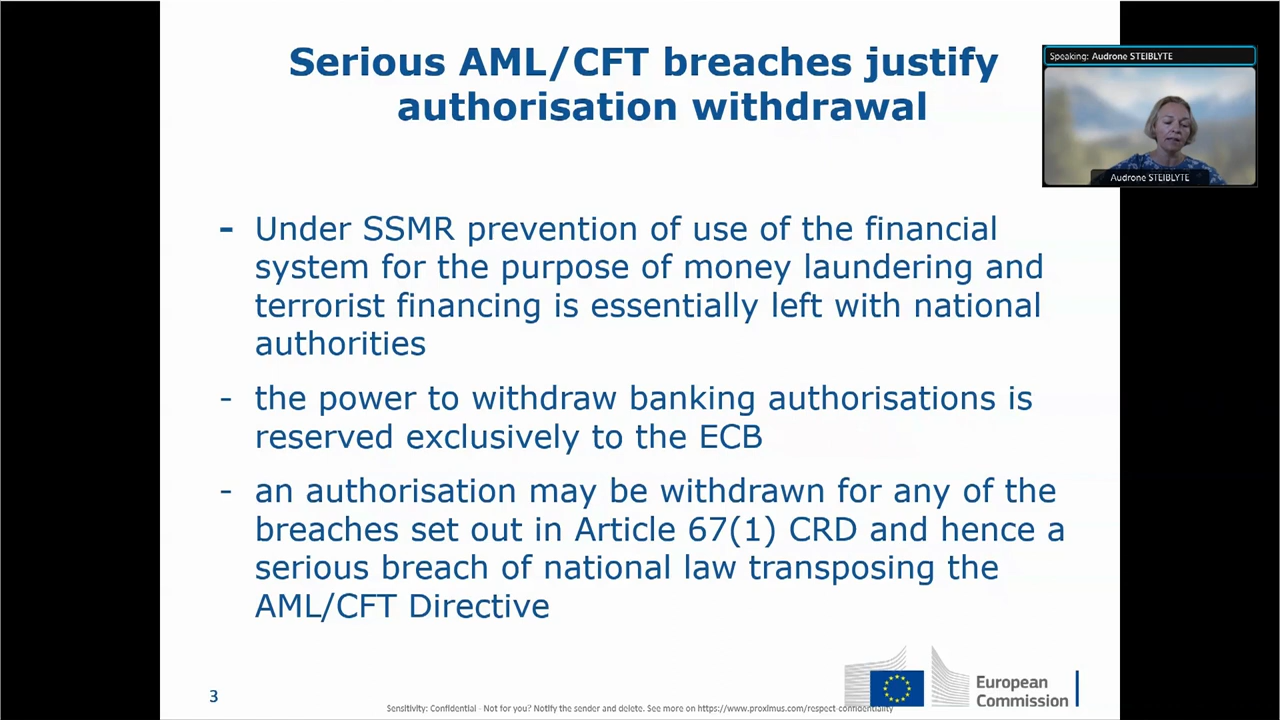 Serious AML/CFT breaches justify
authorisation withdrawal
Speaking: Audrone STEIBLYTE
Audrone STEIBLYTE
- Under SSMR prevention of use of the financial
system for the purpose of money laundering and
terrorist financing is essentially left with national
authorities
- the power to withdraw banking authorisations is
reserved exclusively to the ECB
- an authorisation may be withdrawn for any of the
breaches set out in Article 67(1) CRD and hence a
serious breach of national law transposing the
AML/CFT Directive
European
Commission
3
Sensitivity: Confidential - Not for you? Notify the sender and delete. See more on https://www.proximus.com/respect-confidentiality